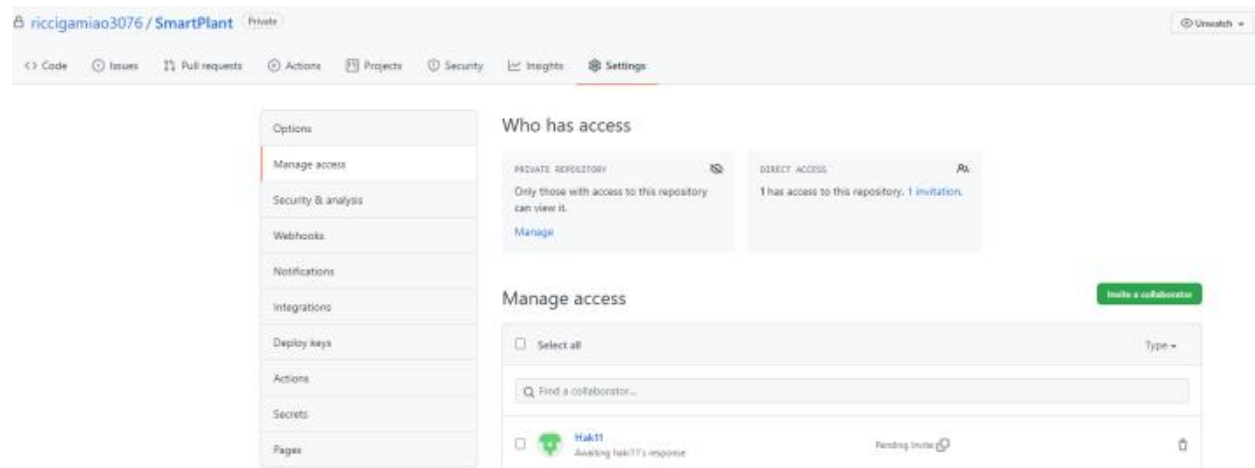 riccigamiao3076 / SmartPlant Private
Unwatch
Code Issues Pull requests Actions Projects Security Insights Settings
Options
Manage access
Security & analysis
Webhooks
Notifications
Integrations
Deploy keys
Actions
Secrets
Pages
Who has access
PRIVATE REPOSITORY
Only those with access to this repository
can view it.
Manage
DIRECT ACCESS
1 has access to this repository. 1 invitation.
Manage access
Invite a collaborator
Select all
Type
Find a collaborator...
Hak11
Awaiting hak11's response
Pending Invite